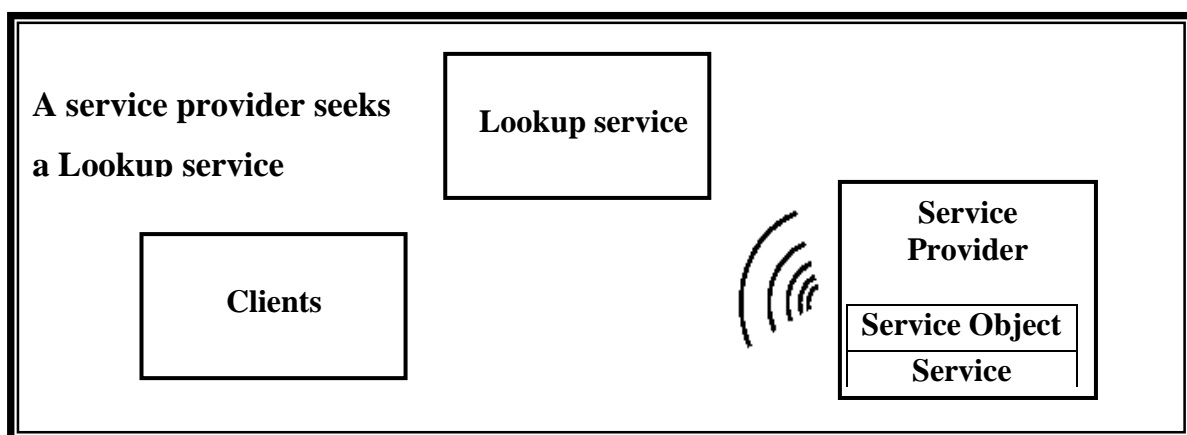 A service provider seeks
a Lookup service
Lookup service
Service
Provider
Clients
Service Object
Service